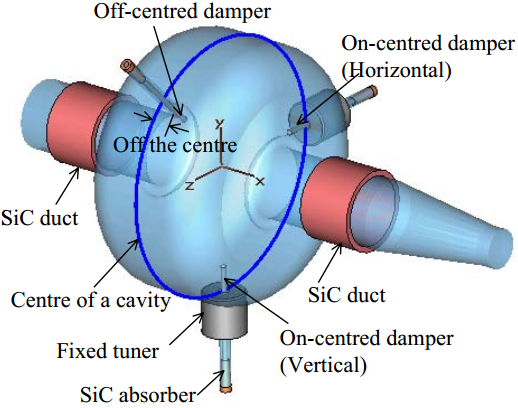 Off-centred damper
On-centred damper
(Horizontal)
Off the centre
Y
X
Z
SiC duct
SiC duct
Centre of a cavity
Fixed tuner
On-centred damper
(Vertical)
SiC absorber